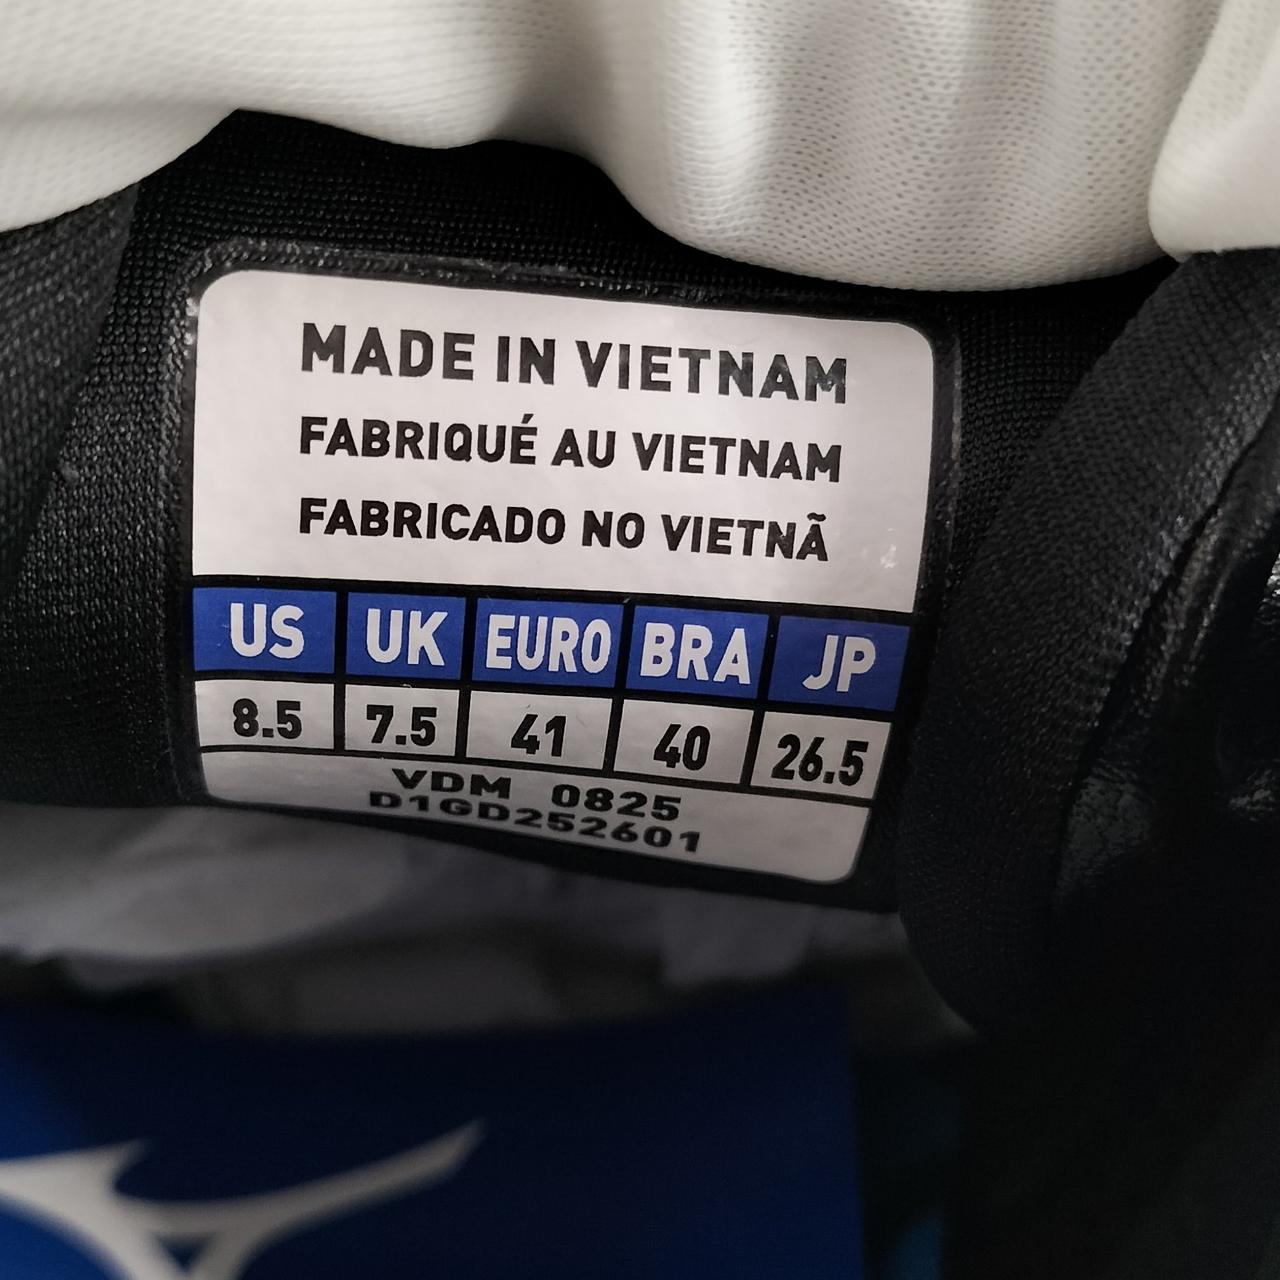 MADE IN VIETNAM
FABRIQUÉ AU VIETNAM
FABRICADO NO VIETNÃ
US UK EURO BRA JP
8.5 7.5 41 40 26.5
VDM 0825
D1GD252601